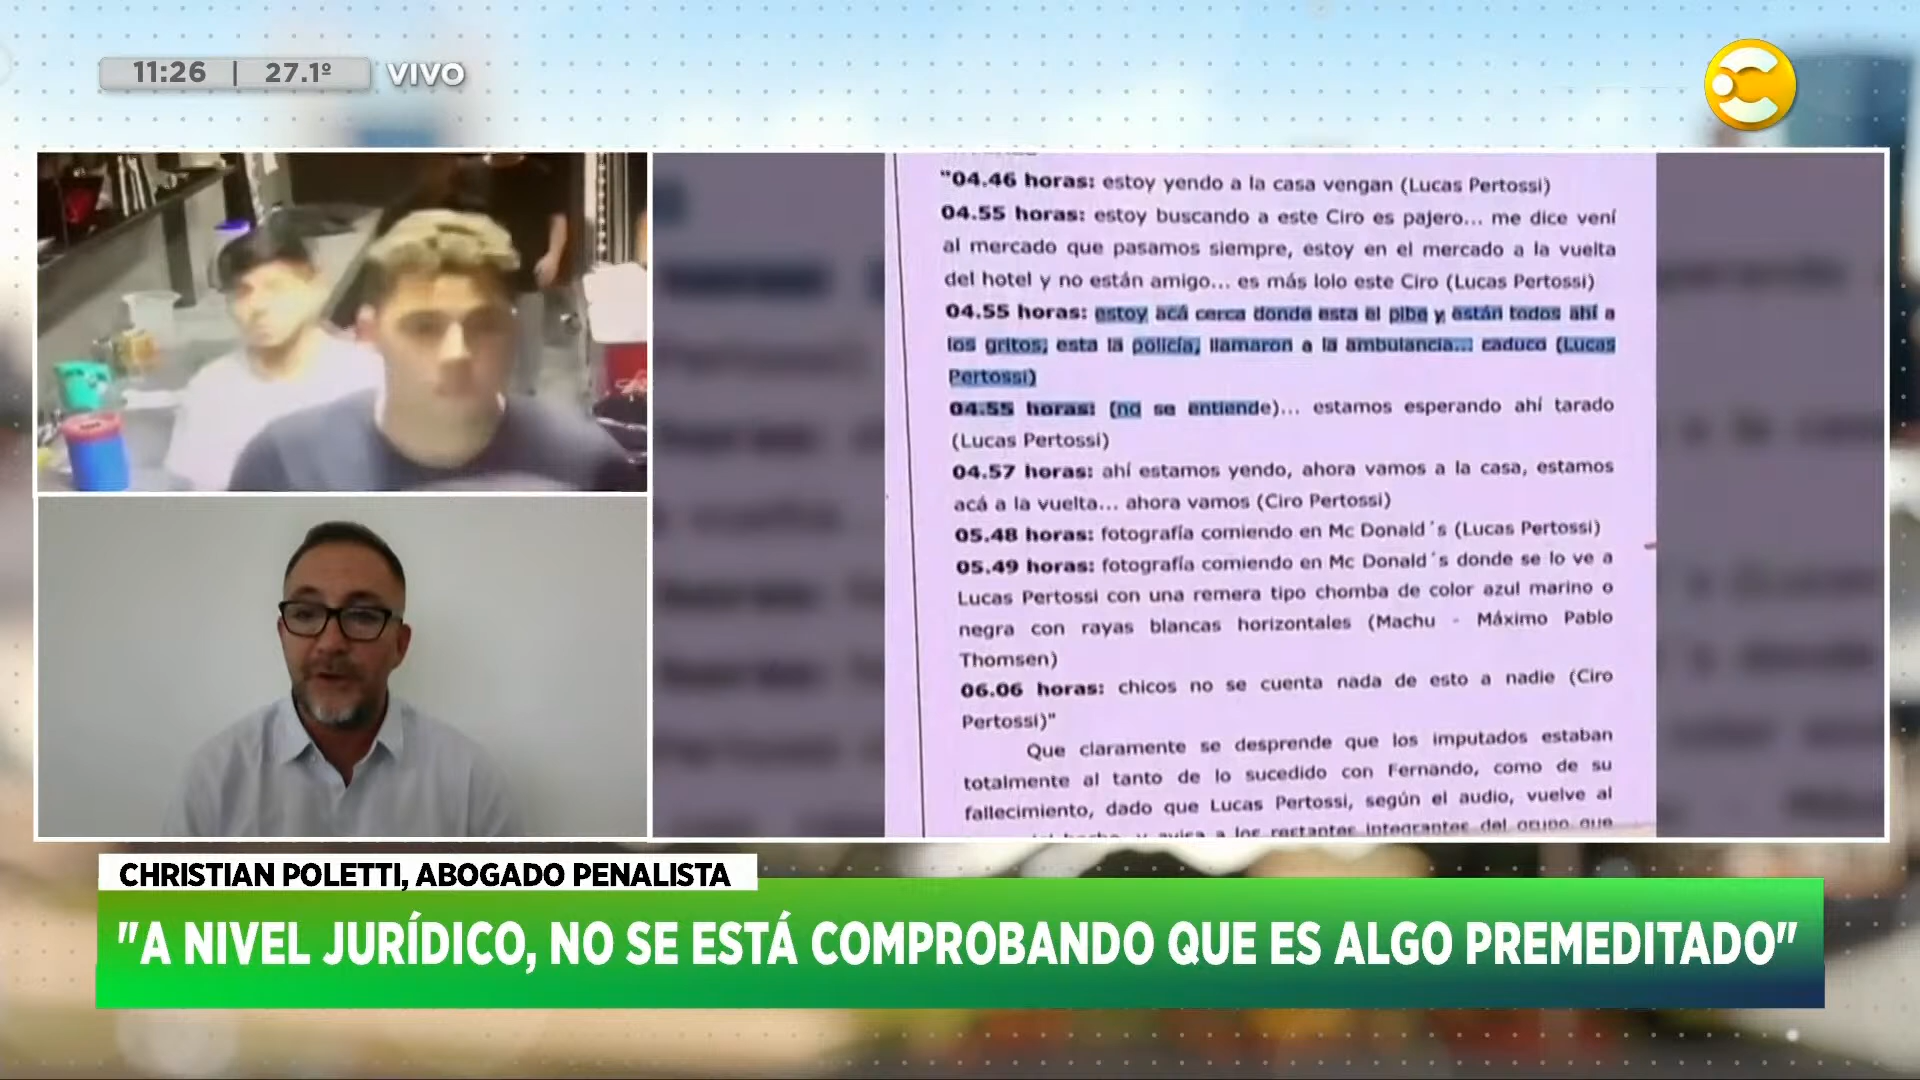 11:26 | 27.1º VIVO
"04.46 horas: estoy yendo a la casa vengan (Lucas Pertossi)
04.55 horas: estoy buscando a este Ciro es pajero... me dice vení
al mercado que pasamos siempre, estoy en el mercado a la vuelta
del hotel y no están amigo... es más lolo este Ciro (Lucas Pertossi)
04.55 horas: estoy acá cerca donde esta el pibe y están todos ahí a
los gritos, esta la policía, llamaron a la ambulancia... caduco (Lucas
Pertossi)
04.55 horas: (no se entiende)... estamos esperando ahí tarado
(Lucas Pertossi)
04.57 horas: ahí estamos yendo, ahora vamos a la casa, estamos
acá a la vuelta... ahora vamos (Ciro Pertossi)
05.48 horas: fotografía comiendo en Mc Donald´s (Lucas Pertossi)
05.49 horas: fotografía comiendo en Mc Donald´s donde se lo ve a
Lucas Pertossi con una remera tipo chomba de color azul marino o
negra con rayas blancas horizontales (Machu - Máximo Pablo
Thomsen)
06.06 horas: chicos no se cuenta nada de esto a nadie (Ciro
Pertossi)"
Que claramente se desprende que los imputados estaban
totalmente al tanto de lo sucedido con Fernando, como de su
fallecimiento, dado que Lucas Pertossi, según el audio, vuelve al
y avisa a los restantes integrantes del grupo que
CHRISTIAN POLETTI, ABOGADO PENALISTA
"A NIVEL JURÍDICO, NO SE ESTÁ COMPROBANDO QUE ES ALGO PREMEDITADO"